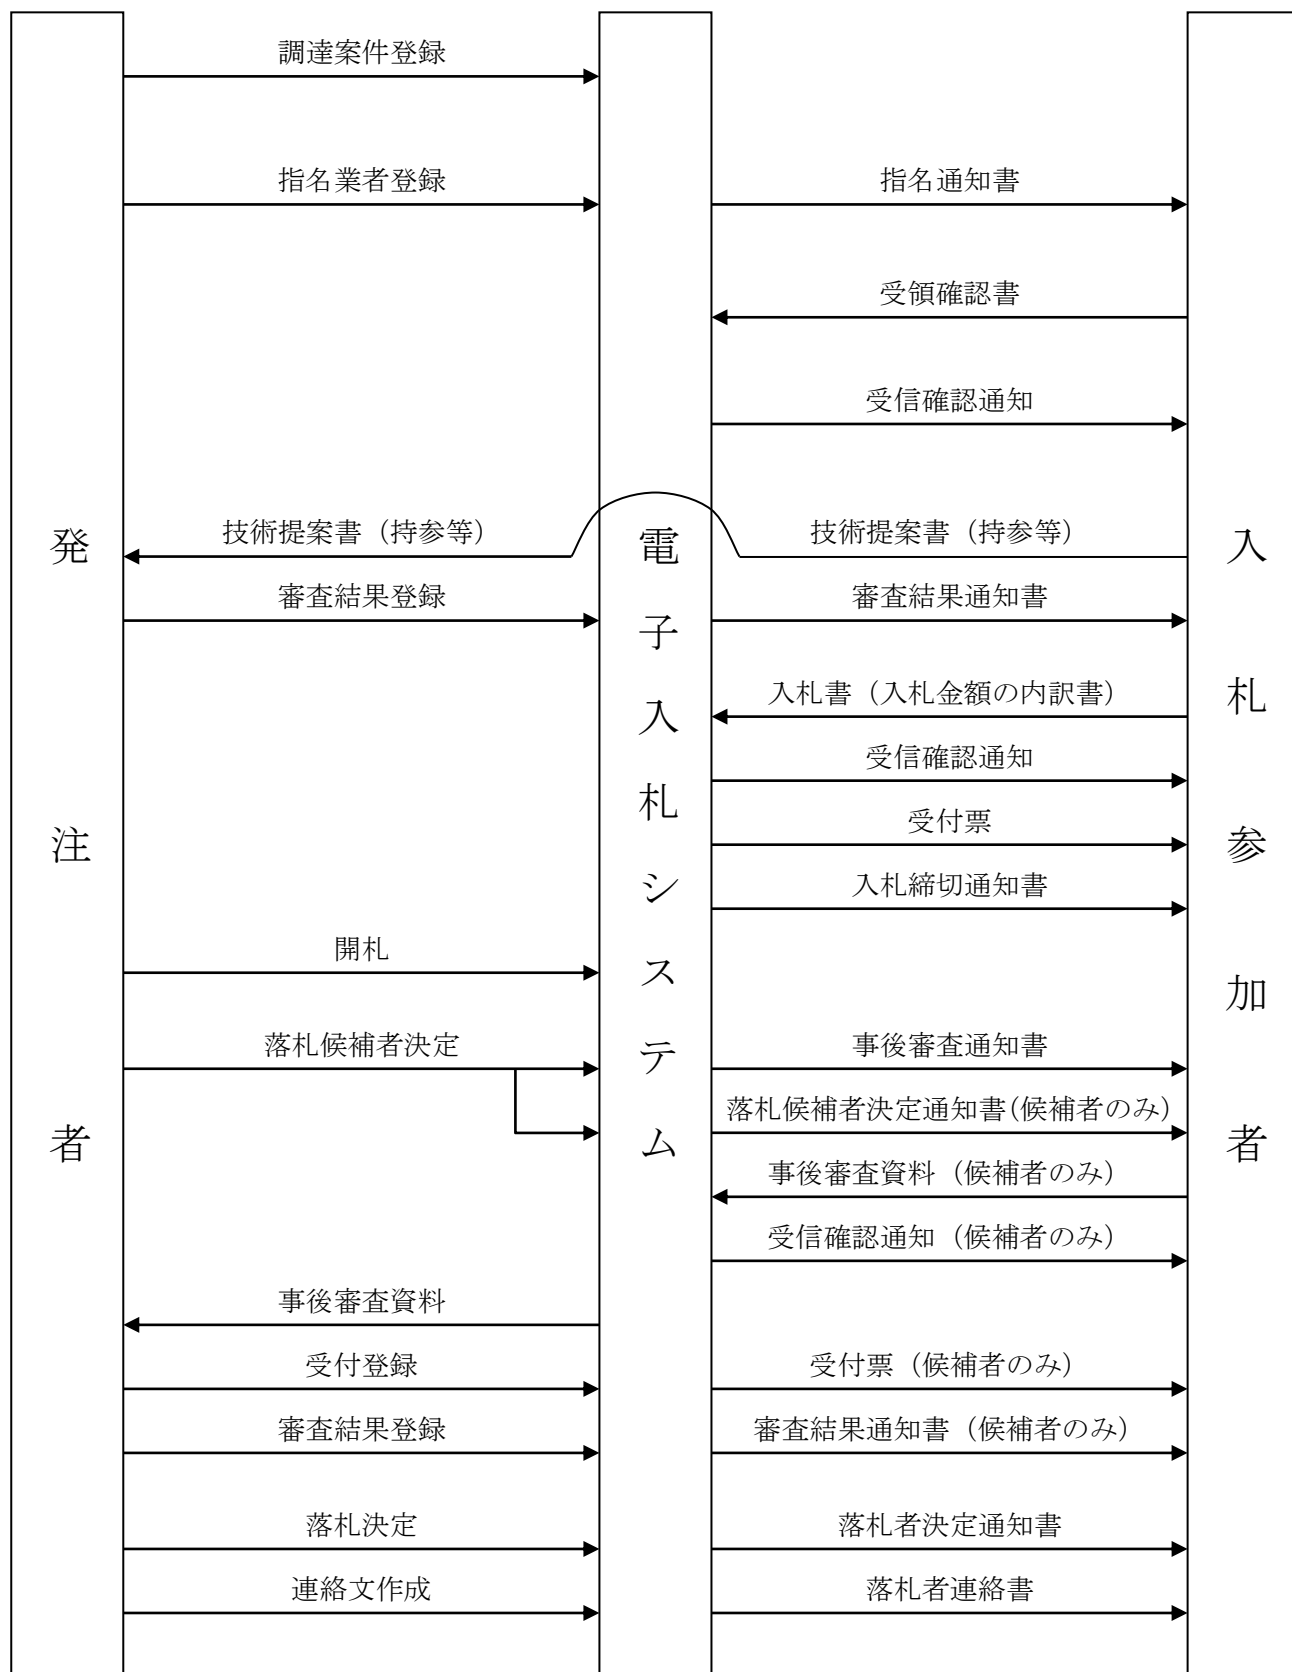 調達案件登録
指名業者登録
指名通知書
受領確認書
受信確認通知
技術提案書（持参等）
技術提案書（持参等）
審査結果登録
審査結果通知書
入札書（入札金額の内訳書）
受信確認通知
受付票
入札締切通知書
開札
落札候補者決定
事後審査通知書
落札候補者決定通知書(候補者のみ)
事後審査資料（候補者のみ）
受信確認通知（候補者のみ）
事後審査資料
受付登録
受付票（候補者のみ）
審査結果登録
審査結果通知書（候補者のみ）
落札決定
落札者決定通知書
連絡文作成
落札者連絡書
発注者
電子入札システム
入札参加者